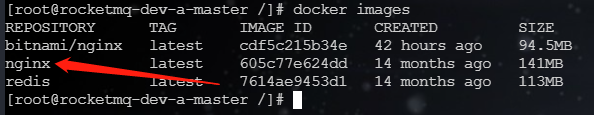 [root@rocketmq-dev-a-master /]# docker images
REPOSITORY TAG IMAGE ID CREATED SIZE
bitnami/nginx latest cdf5c215b34e 42 hours ago 94.5MB
nginx latest 605c77e624dd 14 months ago 141MB
redis latest 7614ae9453d1 14 months ago 113MB
[root@rocketmq-dev-a-master /]#